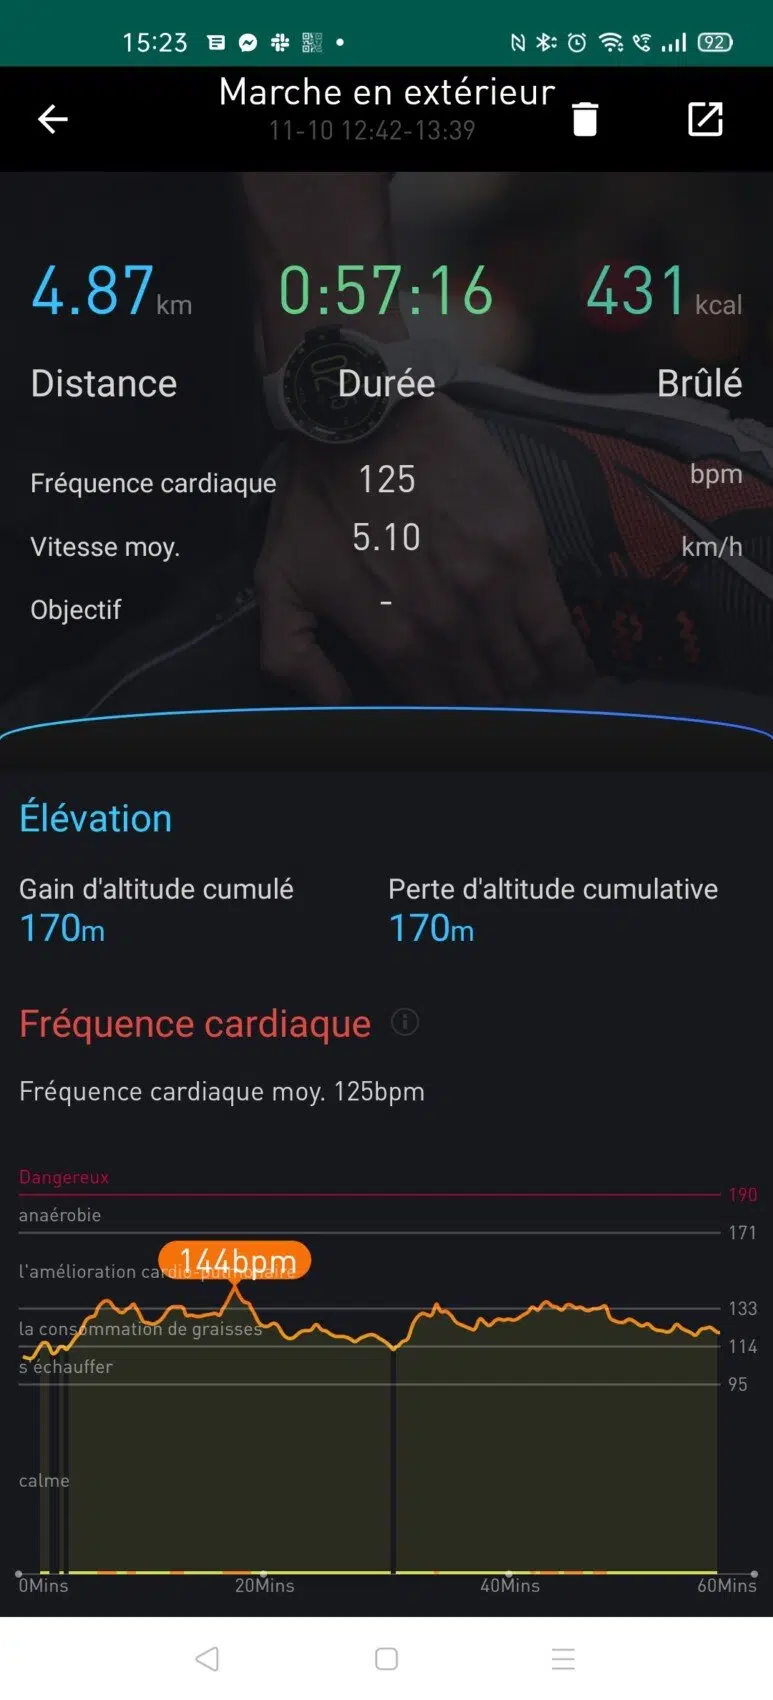 15:23
92
Marche en extérieur
11-10 12:42-13:39
4.87km 0:57:16 431 kcal
Distance Durée Brûlé
Fréquence cardiaque 125 bpm
Vitesse moy. 5.10 km/h
Objectif -
Élévation
Gain d'altitude cumulé Perte d'altitude cumulative
170m 170m
Fréquence cardiaque
Fréquence cardiaque moy. 125bpm
Dangereux
190
anaérobie
171
144bpm
l'amélioration cardio-pulmonaire
133
la consommation de graisses
114
s'échauffer
95
calme
0Mins 20Mins 40Mins 60Mins